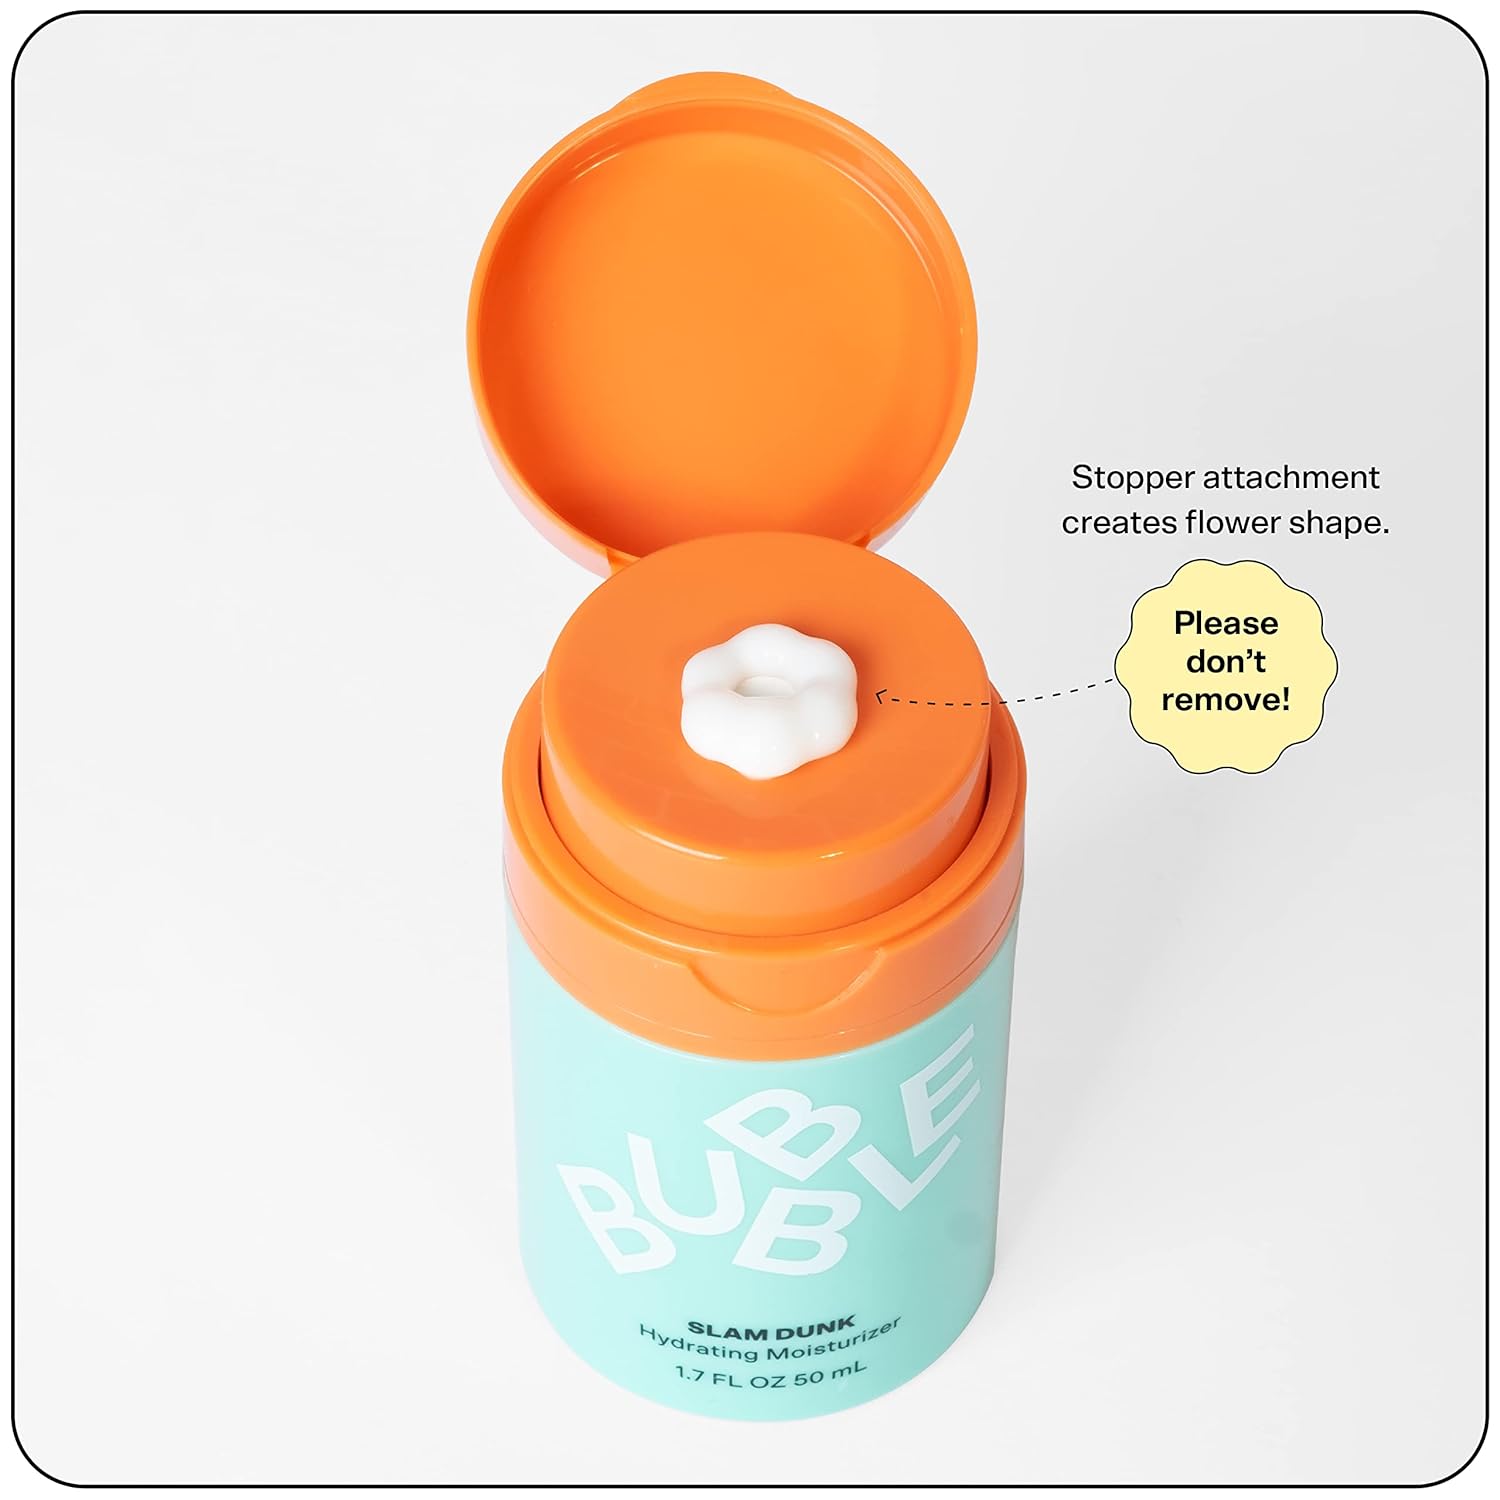 Stopper attachment
creates flower shape.
Please
don't
remove!
BUBBLE
SLAM DUNK
Hydrating Moisturizer
1.7 FL OZ 50 mL